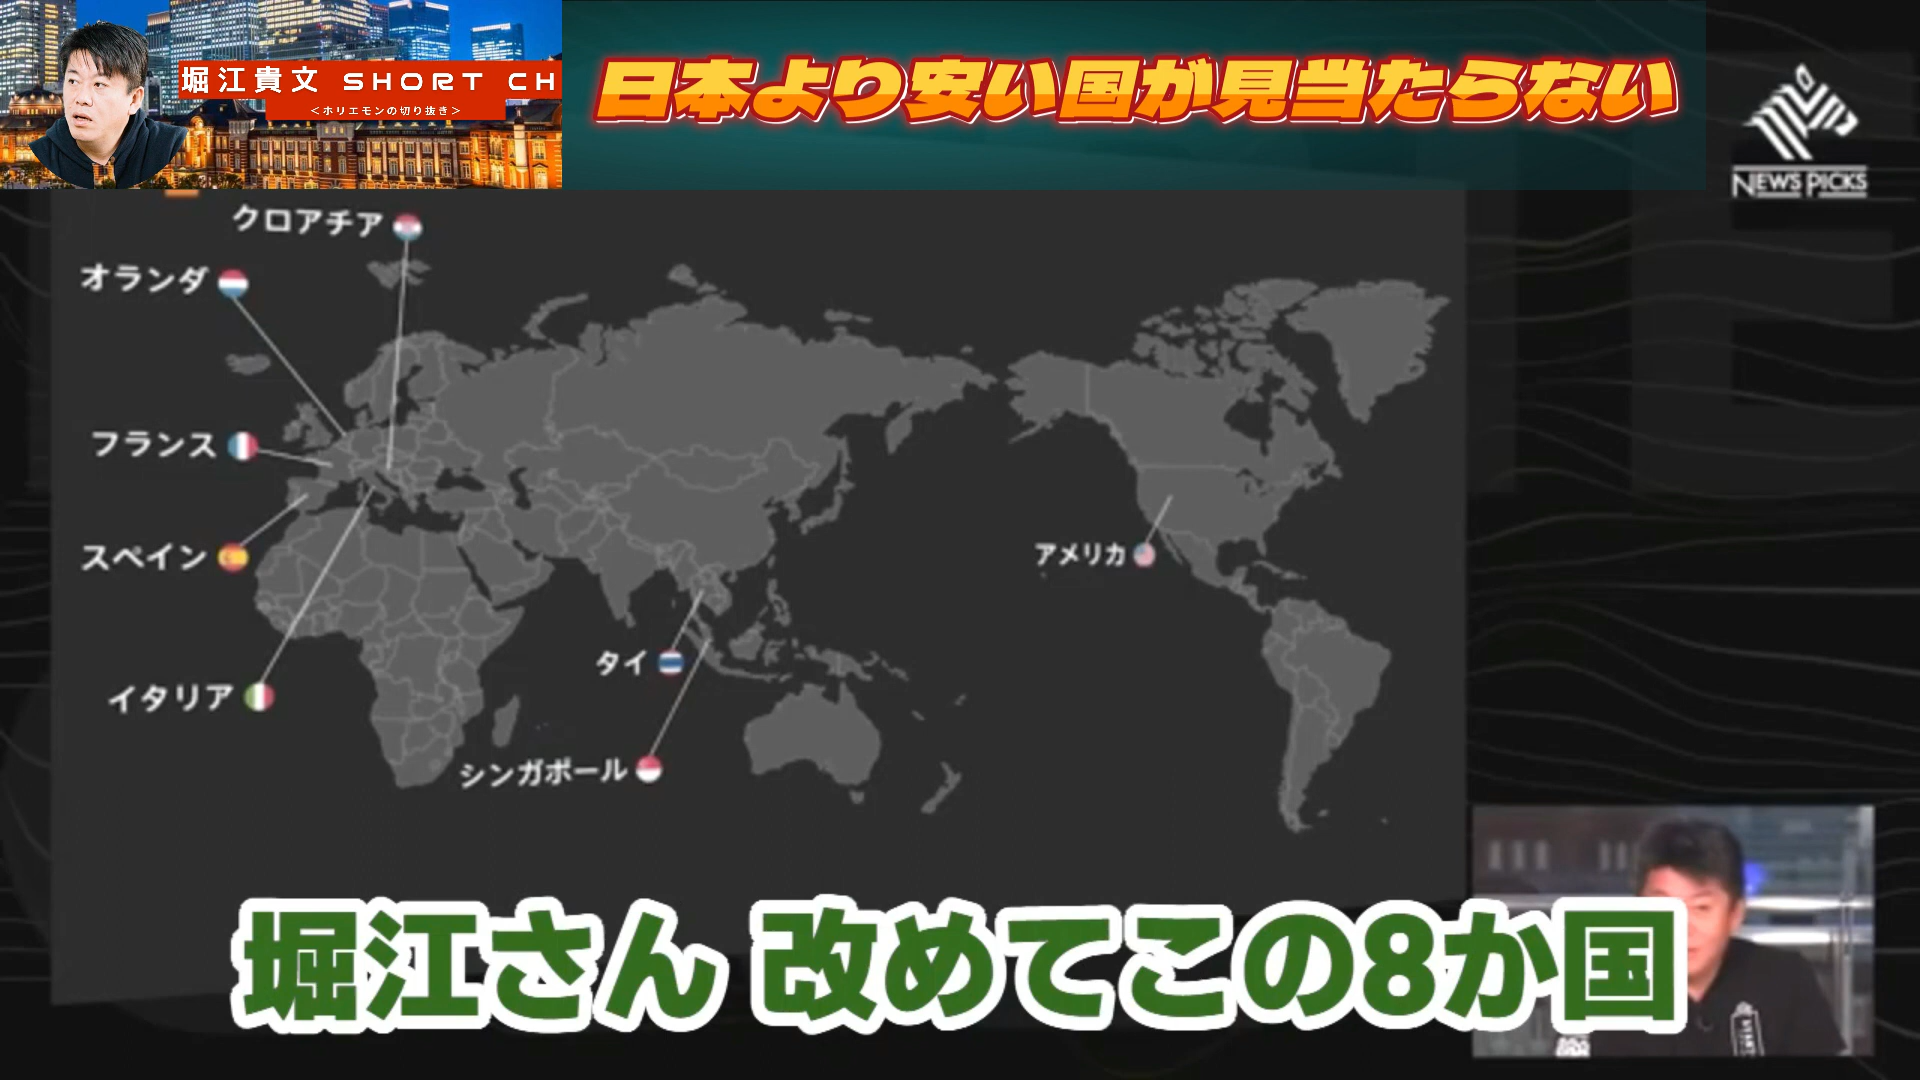 堀江貴文 SHORT CH
＜ホリエモンの切り抜き＞
日本より安い国が見当たらない
NEWS PICKS
クロアチア
オランダ
フランス
スペイン
イタリア
タイ
シンガポール
アメリカ
堀江さん 改めてこの8か国